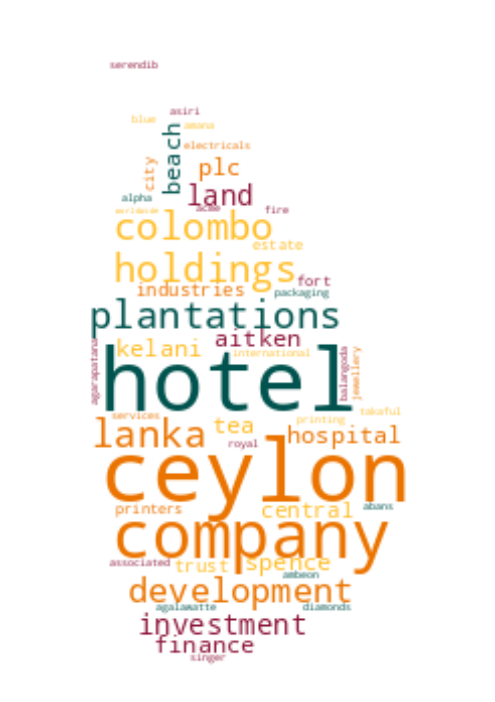 serendib
asiri
blue
amana
beach
electricals
city
plc
alpha
land
acme
fire
worldwide
colombo
estate
holdings
fort
industries
packaging
plantations
aitken
agarapatana
kelani
international
balangoda
jewellery
hotel
takaful
services
tea
printing
lanka
hospital
royal
ceylon
abans
printers
central
company
associated
trust
spence
ambeon
development
agalawatte
diamonds
investment
finance
singer